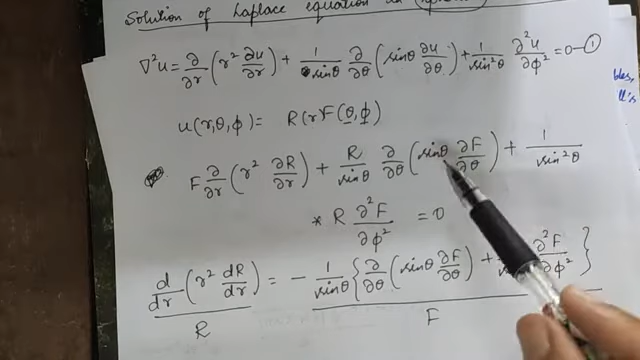 Solution of Laplace equation in
∇²u = ∂/∂r (r² ∂u/∂r) + 1/sinθ ∂/∂θ (sinθ ∂u/∂θ) + 1/sin²θ ∂²u/∂φ² = 0 — ①
u(r,θ,φ) = R(r) F(θ,φ)
F ∂/∂r (r² ∂R/∂r) + R/sinθ ∂/∂θ (sinθ ∂F/∂θ) + 1/sin²θ
* R ∂²F/∂φ² = 0
d/dr (r² dR/dr) / R = - 1/sinθ { ∂/∂θ (sinθ ∂F/∂θ) + ∂²F/∂φ² } / F